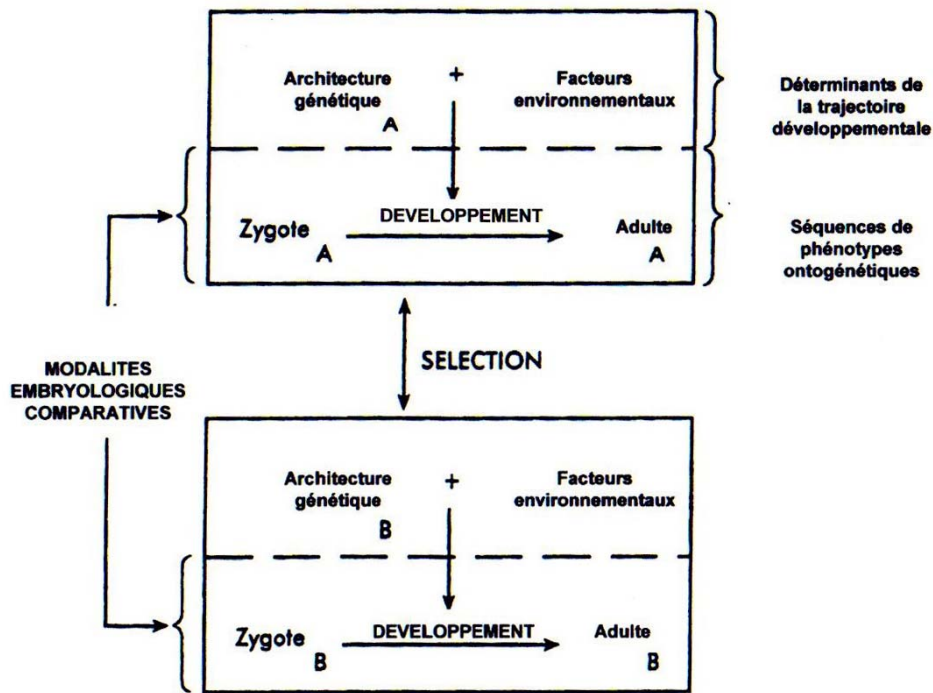 Architecture
génétique
A
+
Facteurs
environnementaux
Déterminants de
la trajectoire
développementale
Zygote
A
DEVELOPPEMENT
Adulte
A
Séquences de
phénotypes
ontogénétiques
SELECTION
MODALITES
EMBRYOLOGIQUES
COMPARATIVES
Architecture
génétique
B
+
Facteurs
environnementaux
Zygote
B
DEVELOPPEMENT
Adulte
B